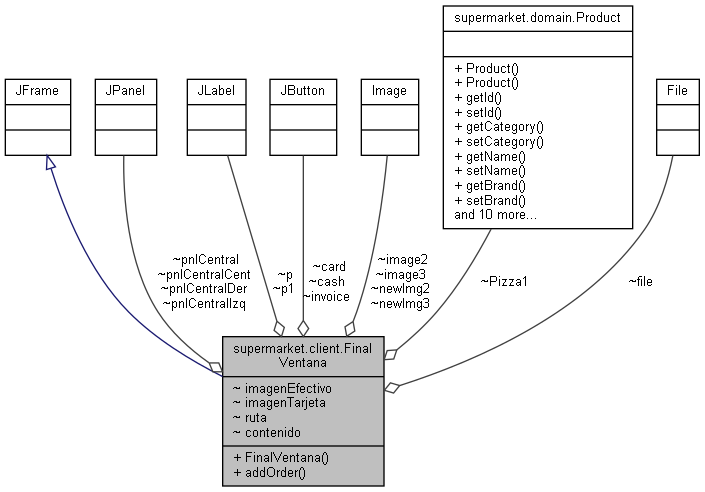 supermarket.domain.Product
+ Product()
+ Product()
+ getId()
+ setId()
+ getCategory()
+ setCategory()
+ getName()
+ setName()
+ getBrand()
+ setBrand()
and 10 more...
JFrame
JPanel
JLabel
JButton
Image
File
~pnlCentral
~pnlCentralCent
~pnlCentralDer
~pnlCentralIzq
~p
~p1
~card
~cash
~invoice
~image2
~image3
~newImg2
~newImg3
~Pizza1
~file
supermarket.client.Final
Ventana
~ imagenEfectivo
~ imagenTarjeta
~ ruta
~ contenido
+ FinalVentana()
+ addOrder()